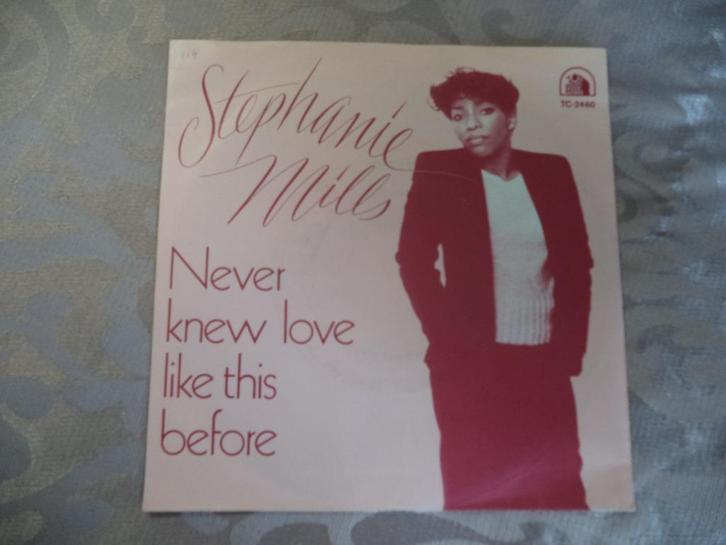 Stephanie
Mills
TC-2460
Never
knew love
like this
before